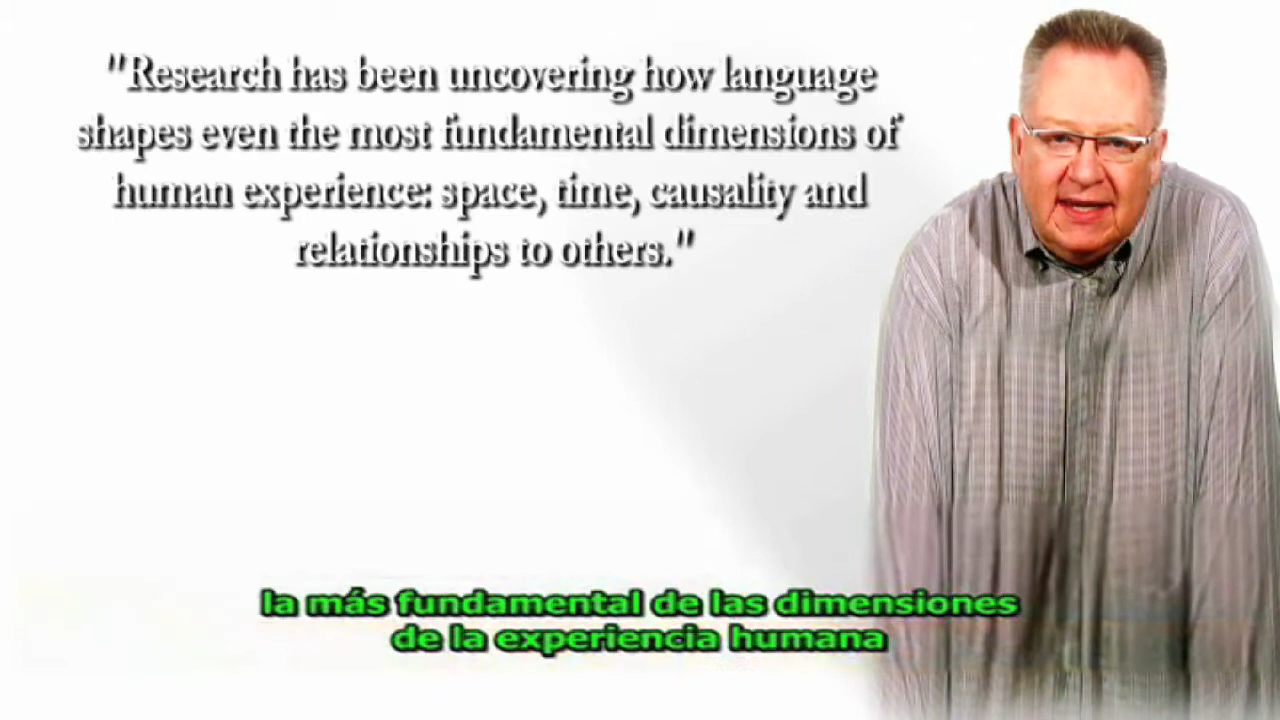 "Research has been uncovering how language
shapes even the most fundamental dimensions of
human experience: space, time, causality and
relationships to others."
la más fundamental de las dimensiones
de la experiencia humana